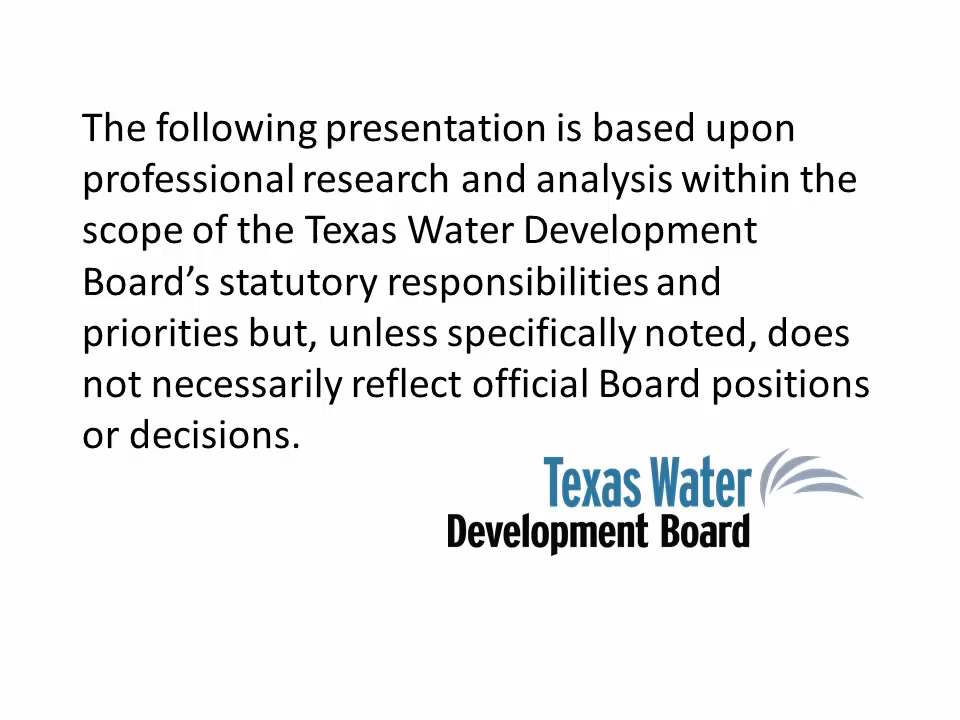 The following presentation is based upon
professional research and analysis within the
scope of the Texas Water Development
Board’s statutory responsibilities and
priorities but, unless specifically noted, does
not necessarily reflect official Board positions
or decisions.
Texas Water
Development Board